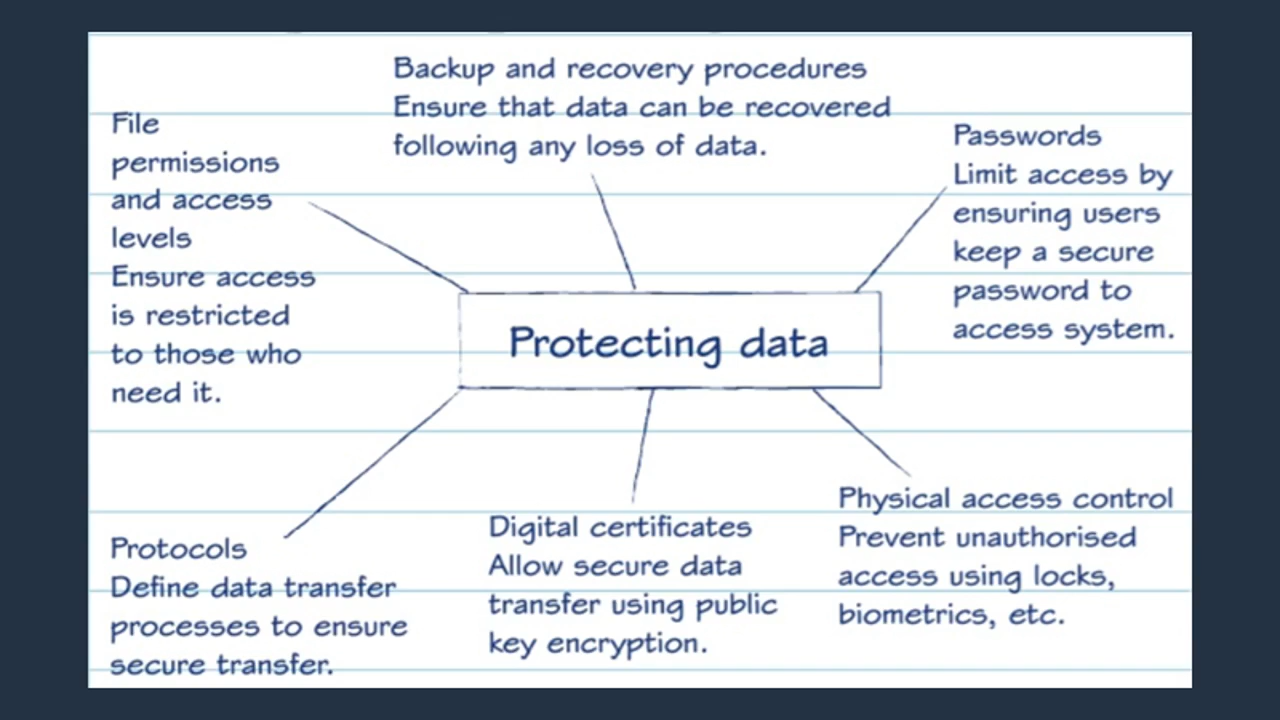 Backup and recovery procedures
Ensure that data can be recovered
following any loss of data.
File
permissions
and access
levels
Ensure access
is restricted
to those who
need it.
Passwords
Limit access by
ensuring users
keep a secure
password to
access system.
Protecting data
Protocols
Define data transfer
processes to ensure
secure transfer.
Digital certificates
Allow secure data
transfer using public
key encryption.
Physical access control
Prevent unauthorised
access using locks,
biometrics, etc.